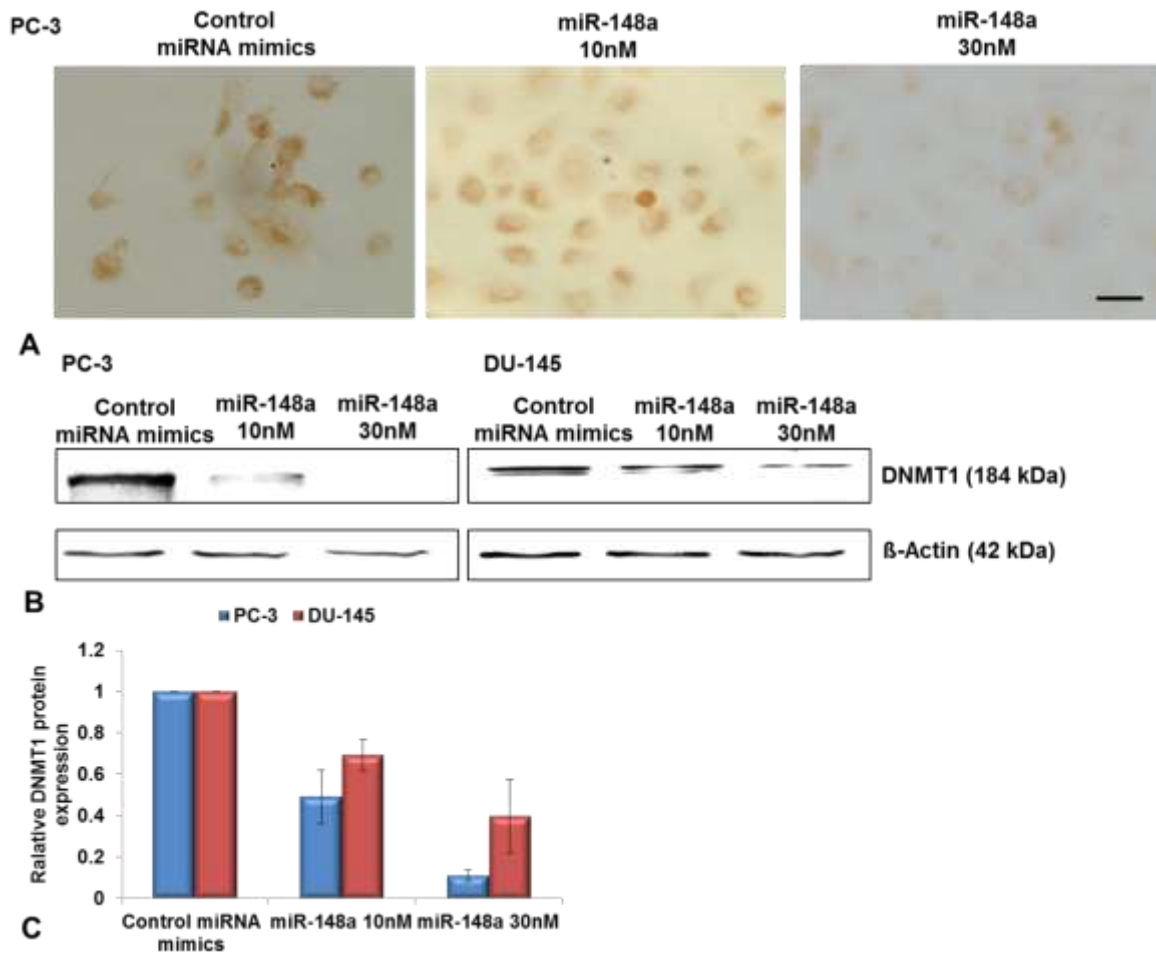 PC-3
Control
miRNA mimics
miR-148a
10nM
miR-148a
30nM
A
PC-3
DU-145
Control
miRNA mimics
miR-148a
10nM
miR-148a
30nM
Control
miRNA mimics
miR-148a
10nM
miR-148a
30nM
DNMT1 (184 kDa)
ß-Actin (42 kDa)
B
PC-3
DU-145
Ralative DNMT1 protein
expression
1.2
1
0.8
0.6
0.4
0.2
0
Control miRNA
mimics
miR-148a 10nM
miR-148a 30nM
C